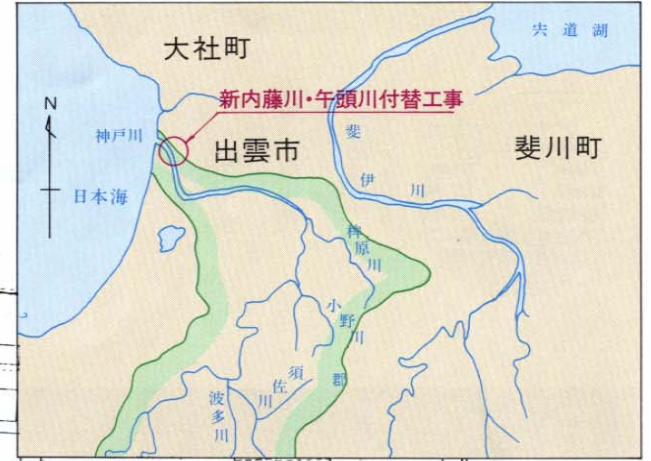 大社町
宍道湖
N
新内藤川・午頭川付替工事
神戸川
出雲市
斐川町
斐伊川
日本海
稗原川
小野川
郡
須佐川
波多川